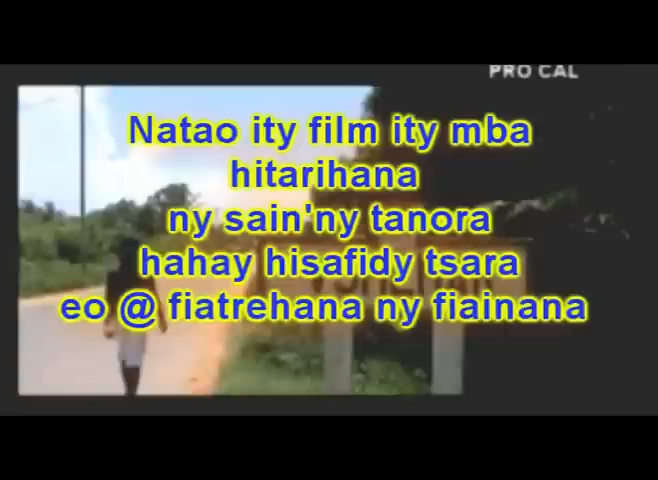 PRO CAL
Natao ity film ity mba
hitarihana
ny sain'ny tanora
hahay hisafidy tsara
eo @ fiatrehana ny fiainana